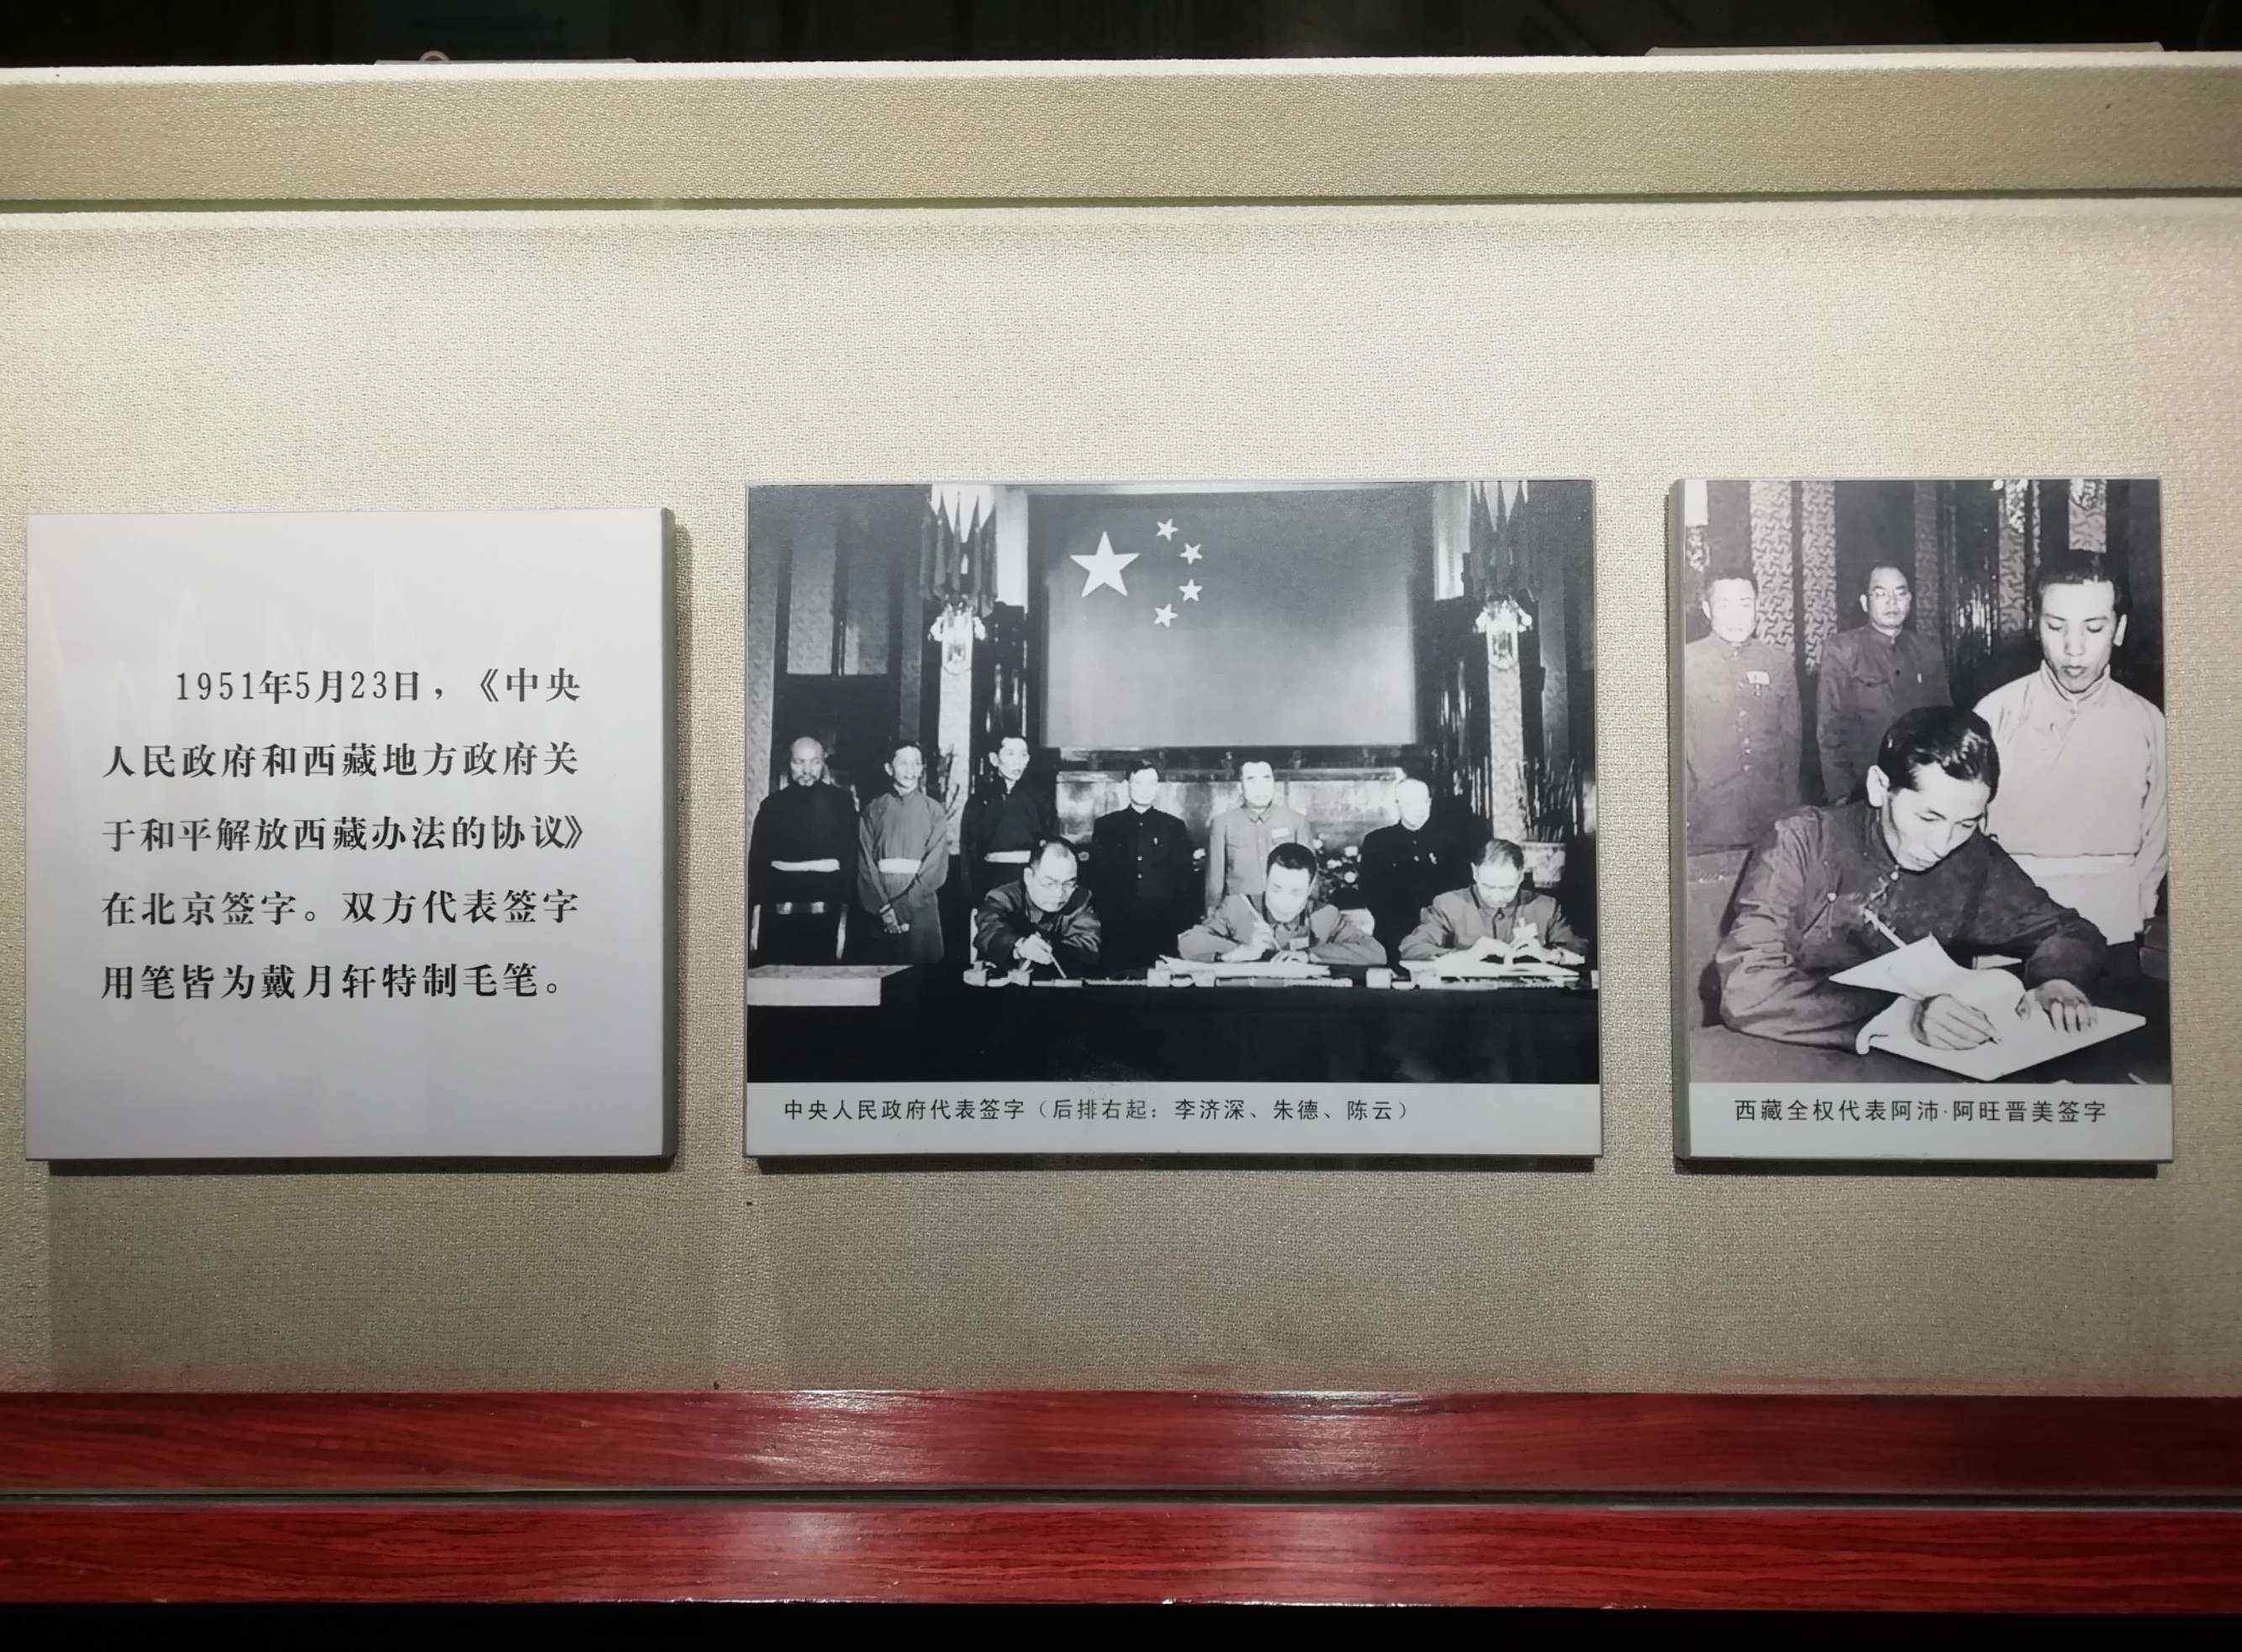 1951年5月23日，《中央
人民政府和西藏地方政府关
于和平解放西藏办法的协议》
在北京签字。双方代表签字
用笔皆为戴月轩特制毛笔。
中央人民政府代表签字（后排右起：李济深、朱德、陈云）
西藏全权代表阿沛·阿旺晋美签字